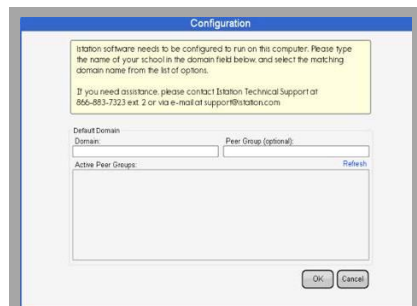 Configuration
Istation software needs to be configured to run on this computer. Please type
the name of your school in the domain field below, and select the matching
domain name from the list of options.
If you need assistance, please contact Istation Technical Support at
866-883-7323 ext. 2 or via e-mail at support@istation.com
Default Domain
Domain:
Peer Group (optional):
Active Peer Groups:
Refresh
OK
Cancel